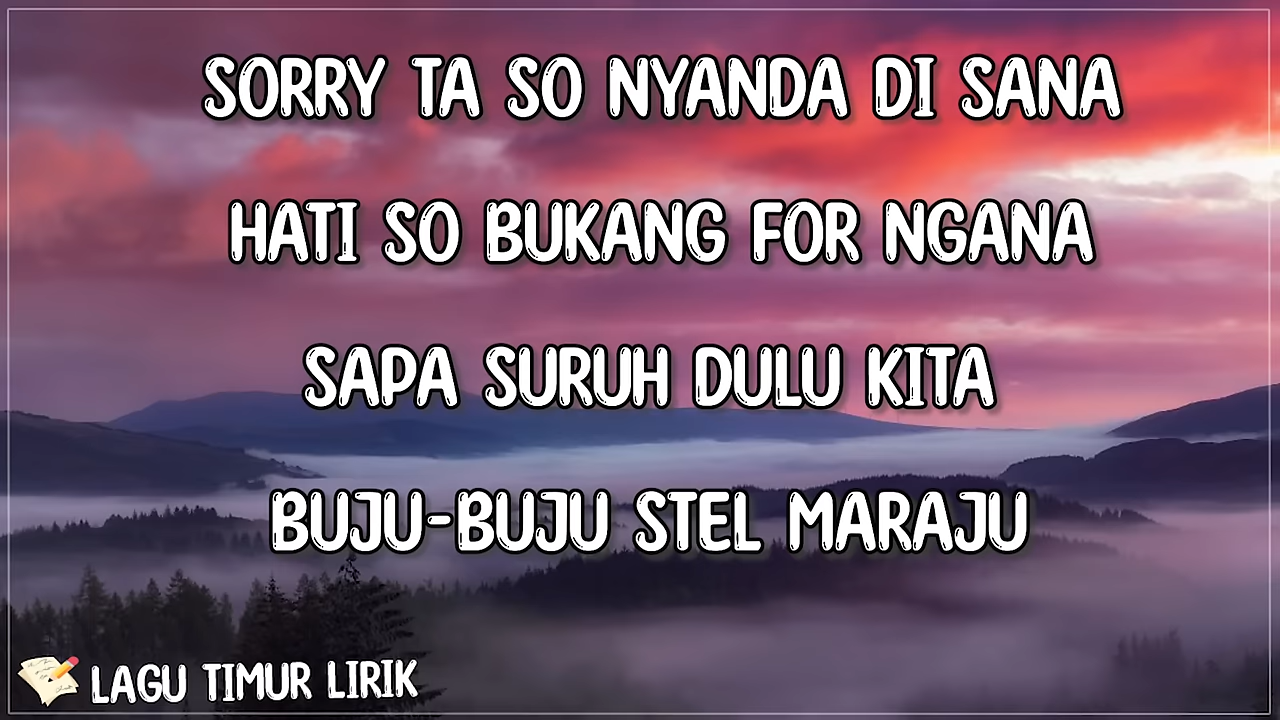 SORRY TA SO NYANDA DI SANA
HATI SO BUKANG FOR NGANA
SAPA SURUH DULU KITA
BUJU-BUJU STEL MARAJU
LAGU TIMUR LIRIK